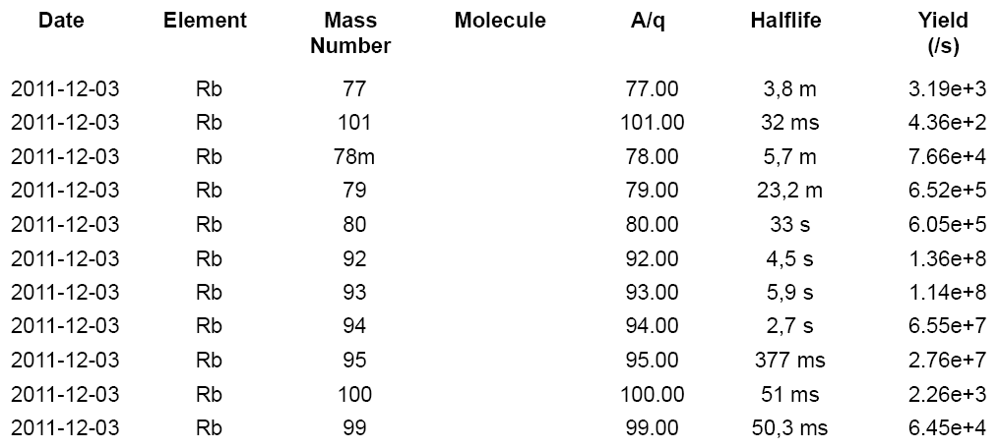 Date Element Mass Number Molecule A/q Halflife Yield (/s)
2011-12-03 Rb 77 77.00 3,8 m 3.19e+3
2011-12-03 Rb 101 101.00 32 ms 4.36e+2
2011-12-03 Rb 78m 78.00 5,7 m 7.66e+4
2011-12-03 Rb 79 79.00 23,2 m 6.52e+5
2011-12-03 Rb 80 80.00 33 s 6.05e+5
2011-12-03 Rb 92 92.00 4,5 s 1.36e+8
2011-12-03 Rb 93 93.00 5,9 s 1.14e+8
2011-12-03 Rb 94 94.00 2,7 s 6.55e+7
2011-12-03 Rb 95 95.00 377 ms 2.76e+7
2011-12-03 Rb 100 100.00 51 ms 2.26e+3
2011-12-03 Rb 99 99.00 50,3 ms 6.45e+4